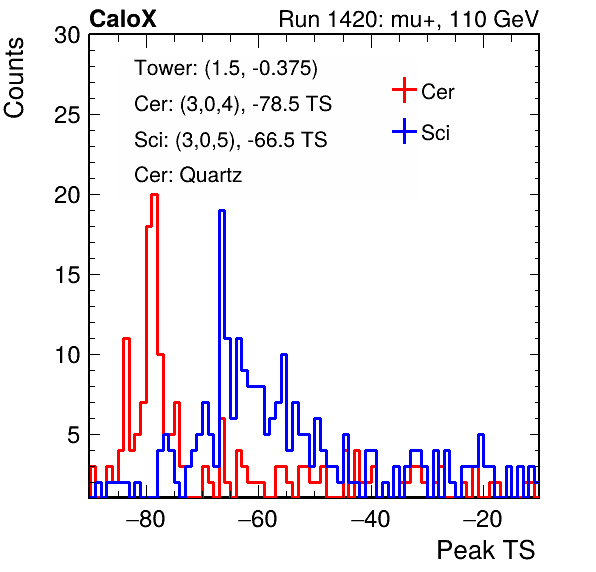 CaloX Run 1420: mu+, 110 GeV
Counts
30
25
20
15
10
5
Tower: (1.5, -0.375)
Cer: (3,0,4), -78.5 TS
Sci: (3,0,5), -66.5 TS
Cer: Quartz
Cer
Sci
−80 −60 −40 −20
Peak TS